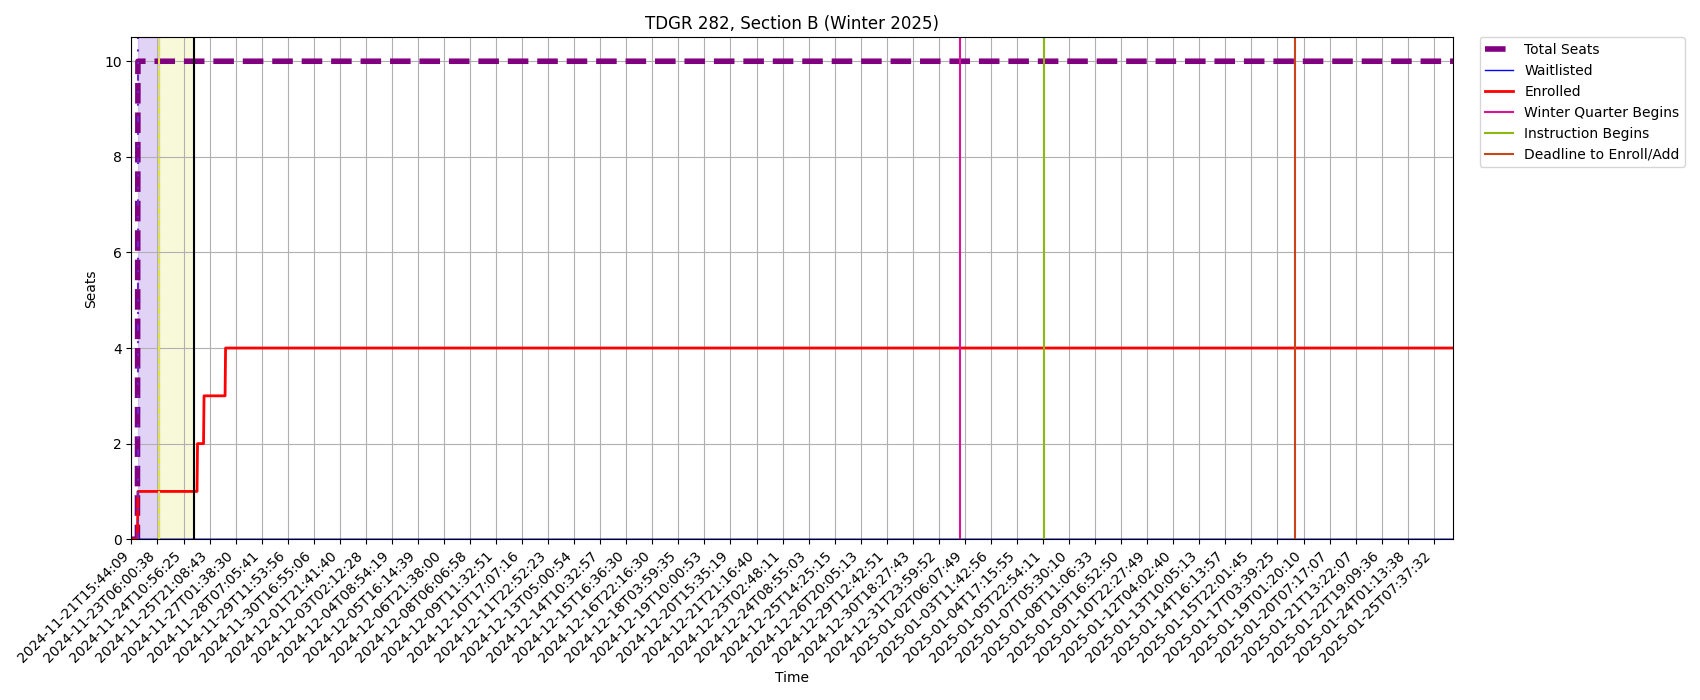 TDGR 282, Section B (Winter 2025)
Total Seats
Waitlisted
Enrolled
Winter Quarter Begins
Instruction Begins
Deadline to Enroll/Add
Seats
10
8
6
4
2
0
2024-11-21T15:44:09
2024-11-23T06:00:38
2024-11-24T10:56:25
2024-11-25T21:08:43
2024-11-27T01:38:30
2024-11-28T07:05:41
2024-11-29T11:53:56
2024-11-30T16:55:06
2024-12-01T21:41:40
2024-12-03T02:12:28
2024-12-04T08:54:19
2024-12-05T16:14:39
2024-12-06T21:38:00
2024-12-08T06:06:58
2024-12-09T11:32:51
2024-12-10T17:07:16
2024-12-11T22:52:23
2024-12-13T05:00:54
2024-12-14T10:32:57
2024-12-15T16:36:30
2024-12-16T22:16:30
2024-12-18T03:59:35
2024-12-19T10:00:53
2024-12-20T15:35:19
2024-12-21T21:16:40
2024-12-23T02:48:11
2024-12-24T08:55:03
2024-12-25T14:25:15
2024-12-26T20:05:13
2024-12-29T12:42:51
2024-12-30T18:27:43
2024-12-31T23:59:52
2025-01-02T06:07:49
2025-01-03T11:42:56
2025-01-04T17:15:55
2025-01-05T22:54:11
2025-01-07T05:30:10
2025-01-08T11:06:33
2025-01-09T16:52:50
2025-01-10T22:27:49
2025-01-12T04:02:40
2025-01-13T10:05:13
2025-01-14T16:13:57
2025-01-15T22:01:45
2025-01-17T03:39:25
2025-01-19T01:20:10
2025-01-20T07:17:07
2025-01-21T13:22:07
2025-01-22T19:09:36
2025-01-24T01:13:38
2025-01-25T07:37:32
Time